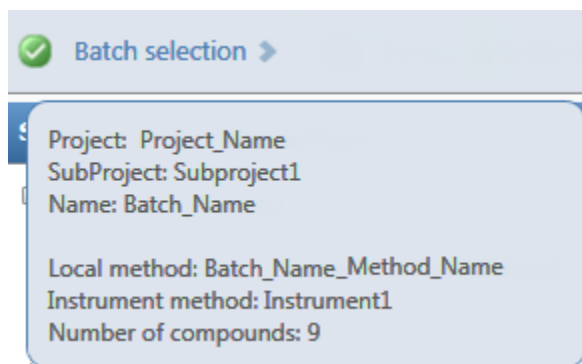 Batch selection
Project: Project_Name
SubProject: Subproject1
Name: Batch_Name
Local method: Batch_Name_Method_Name
Instrument method: Instrument1
Number of compounds: 9